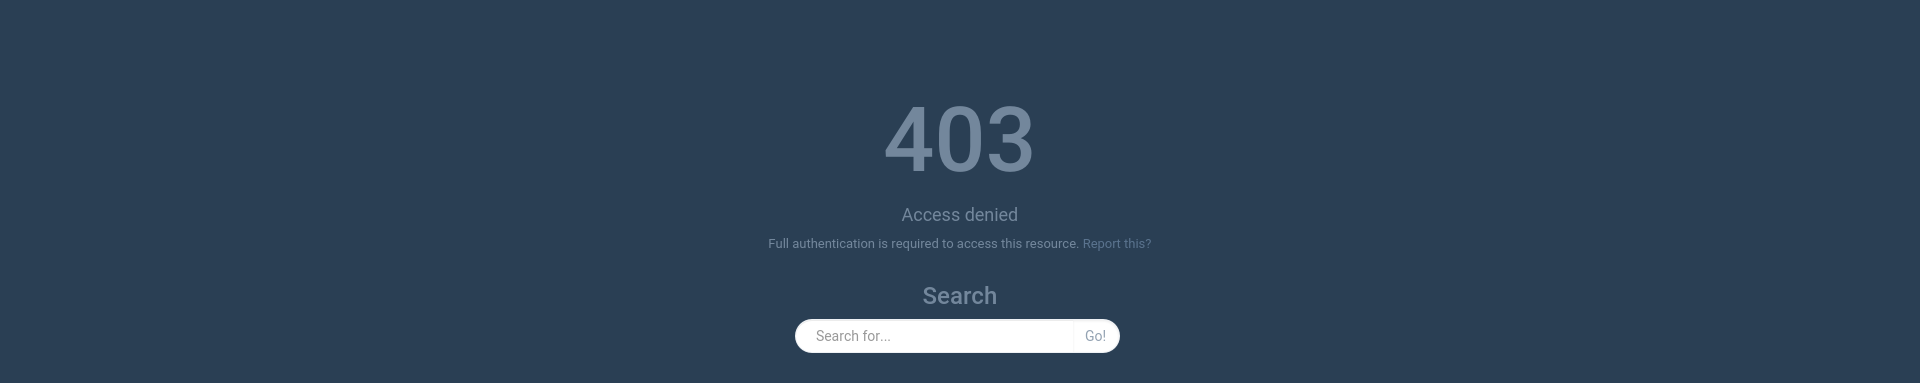 403
Access denied
Full authentication is required to access this resource. Report this?
Search
Search for... Go!